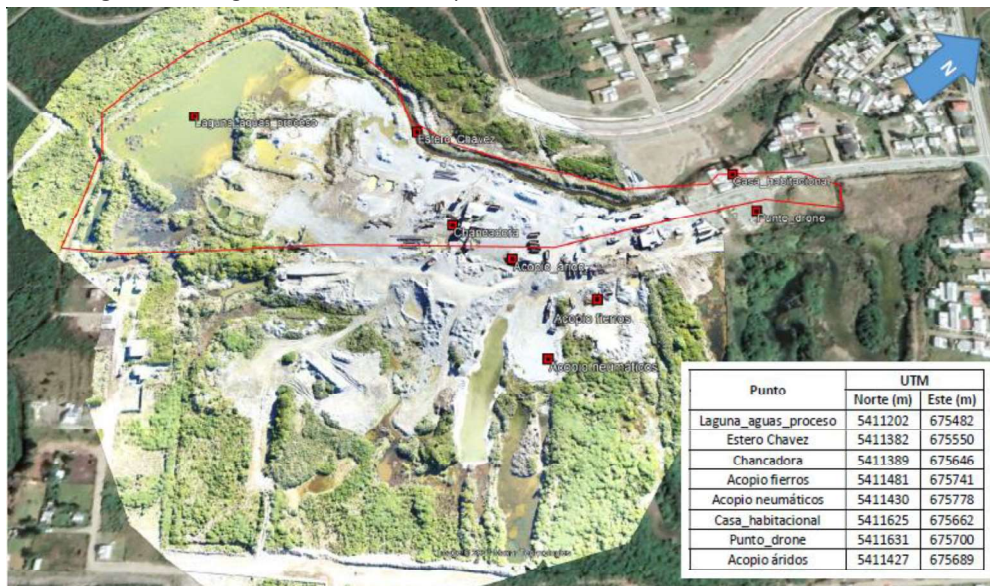 N
Laguna_aguas_proceso
Estero_Chávez
Casa_habitacional
Punto_drone
Chancadora
Acopio_arido
Acopio fierros
Acopio neumáticos
Punto UTM
Norte (m) Este (m)
Laguna_aguas_proceso 5411202 675482
Estero Chavez 5411382 675550
Chancadora 5411389 675646
Acopio fierros 5411481 675741
Acopio neumáticos 5411430 675778
Casa_habitacional 5411625 675662
Punto_drone 5411631 675700
Acopio áridos 5411427 675689